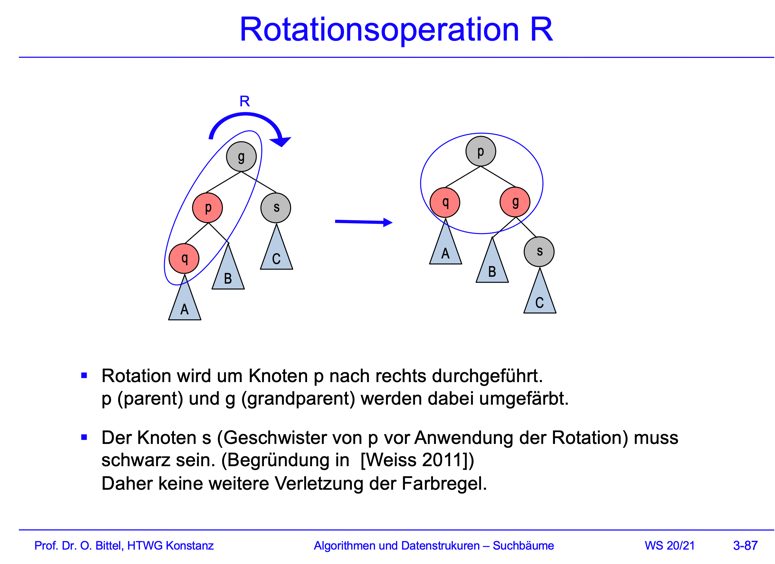 Rotationsoperation R
R
g
p
s
q
C
B
A
p
q
g
A
s
B
C
Rotation wird um Knoten p nach rechts durchgeführt.
p (parent) und g (grandparent) werden dabei umgefärbt.
Der Knoten s (Geschwister von p vor Anwendung der Rotation) muss
schwarz sein. (Begründung in [Weiss 2011])
Daher keine weitere Verletzung der Farbregel.
Prof. Dr. O. Bittel, HTWG Konstanz Algorithmen und Datenstrukuren – Suchbäume WS 20/21 3-87